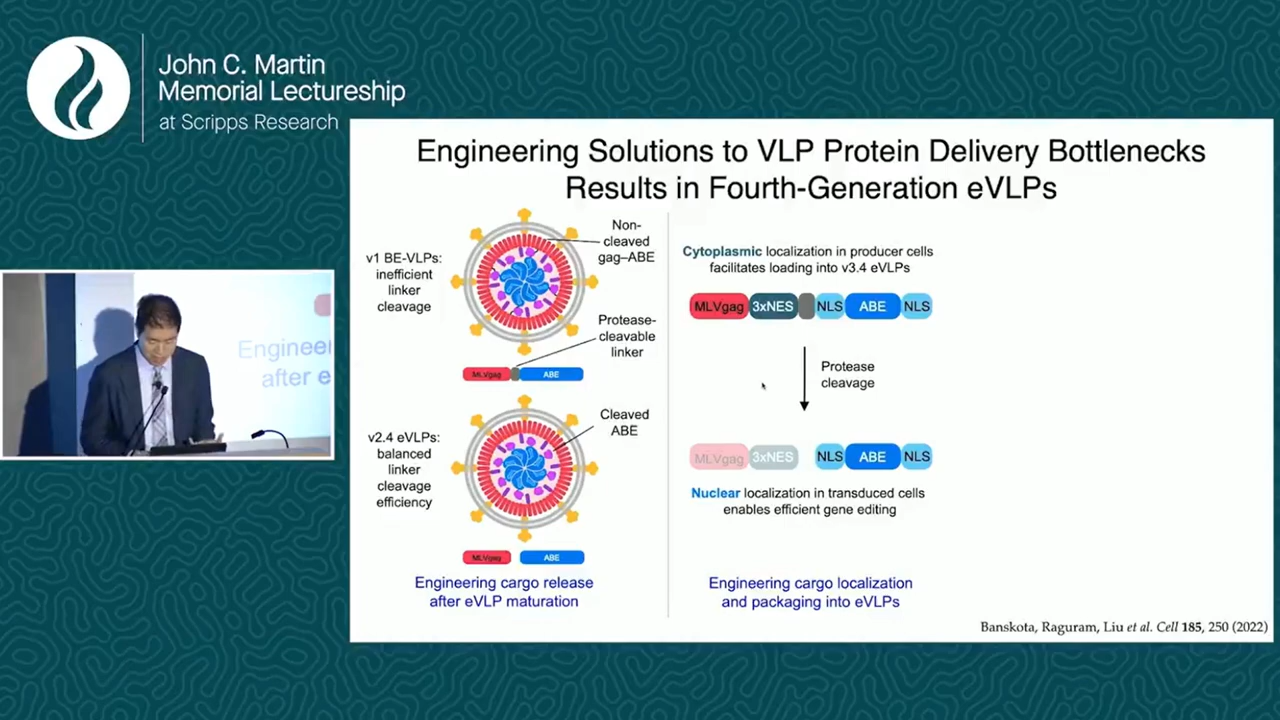 John C. Martin
Memorial Lectureship
at Scripps Research
Engineering Solutions to VLP Protein Delivery Bottlenecks
Results in Fourth-Generation eVLPs
v1 BE-VLPs:
inefficient
linker
cleavage
Non-
cleaved
gag–ABE
Protease-
cleavable
linker
MLVgag ABE
v2.4 eVLPs:
balanced
linker
cleavage
efficiency
Cleaved
ABE
MLVgag ABE
Engineering cargo release
after eVLP maturation
Cytoplasmic localization in producer cells
facilitates loading into v3.4 eVLPs
MLVgag 3xNES NLS ABE NLS
Protease
cleavage
MLVgag 3xNES NLS ABE NLS
Nuclear localization in transduced cells
enables efficient gene editing
Engineering cargo localization
and packaging into eVLPs
Banskota, Raguram, Liu et al. Cell 185, 250 (2022)
Engineer
after e